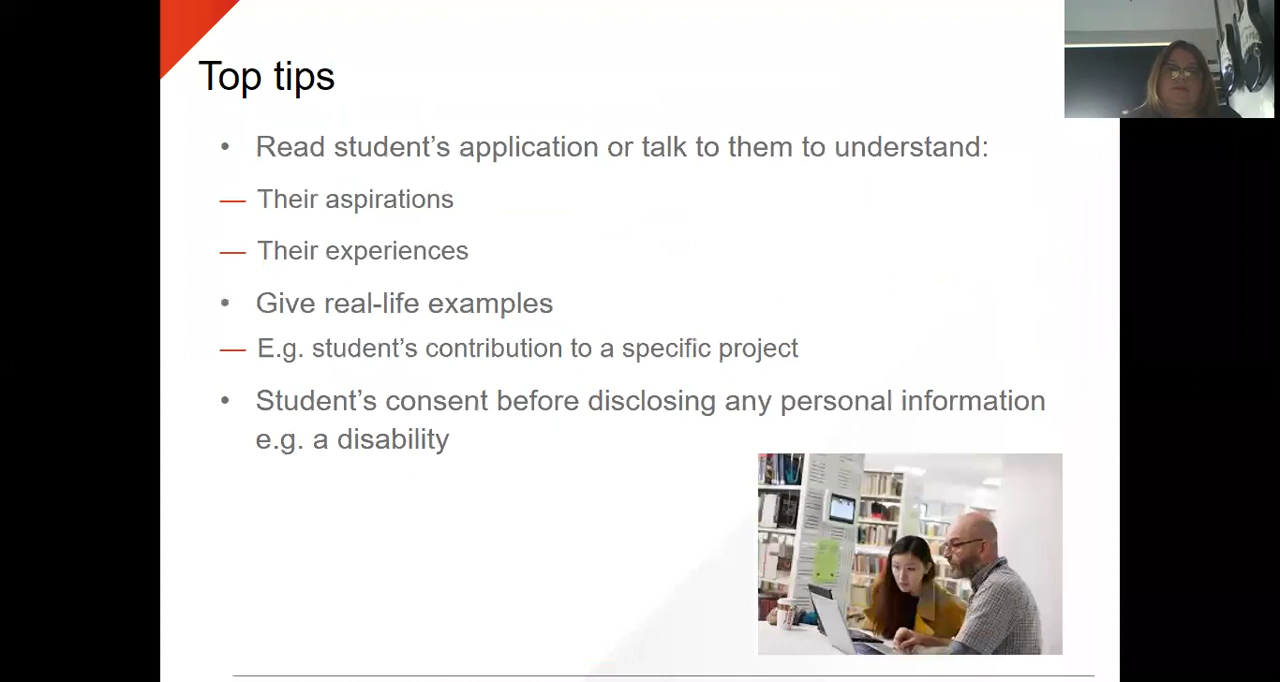 Top tips
• Read student's application or talk to them to understand:
— Their aspirations
— Their experiences
• Give real-life examples
— E.g. student's contribution to a specific project
• Student's consent before disclosing any personal information
e.g. a disability